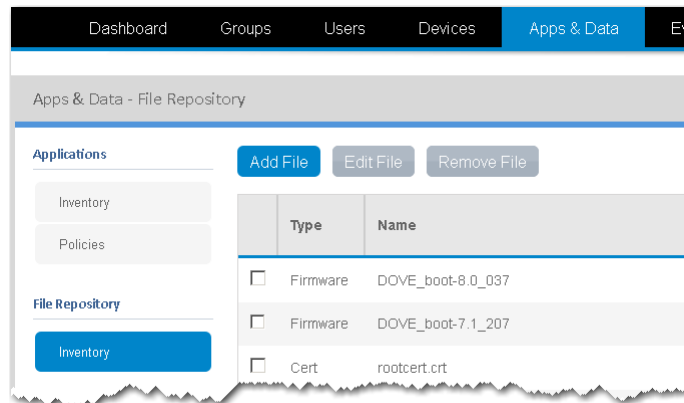 Dashboard Groups Users Devices Apps & Data
Apps & Data - File Repository
Applications
Inventory
Policies
File Repository
Inventory
Add File Edit File Remove File
Type Name
Firmware DOVE_boot-8.0_037
Firmware DOVE_boot-7.1_207
Cert rootcert.crt